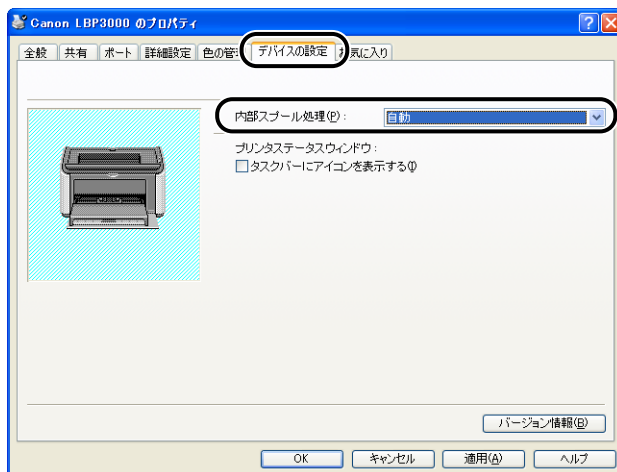 Canon LBP3000 のプロパティ
全般 共有 ポート 詳細設定 色の管 デバイスの設定 お気に入り
内部スプール処理(P): 自動
プリンタステータスウィンドウ:
タスクバーにアイコンを表示する(I)
バージョン情報(B)
OK キャンセル 適用(A) ヘルプ